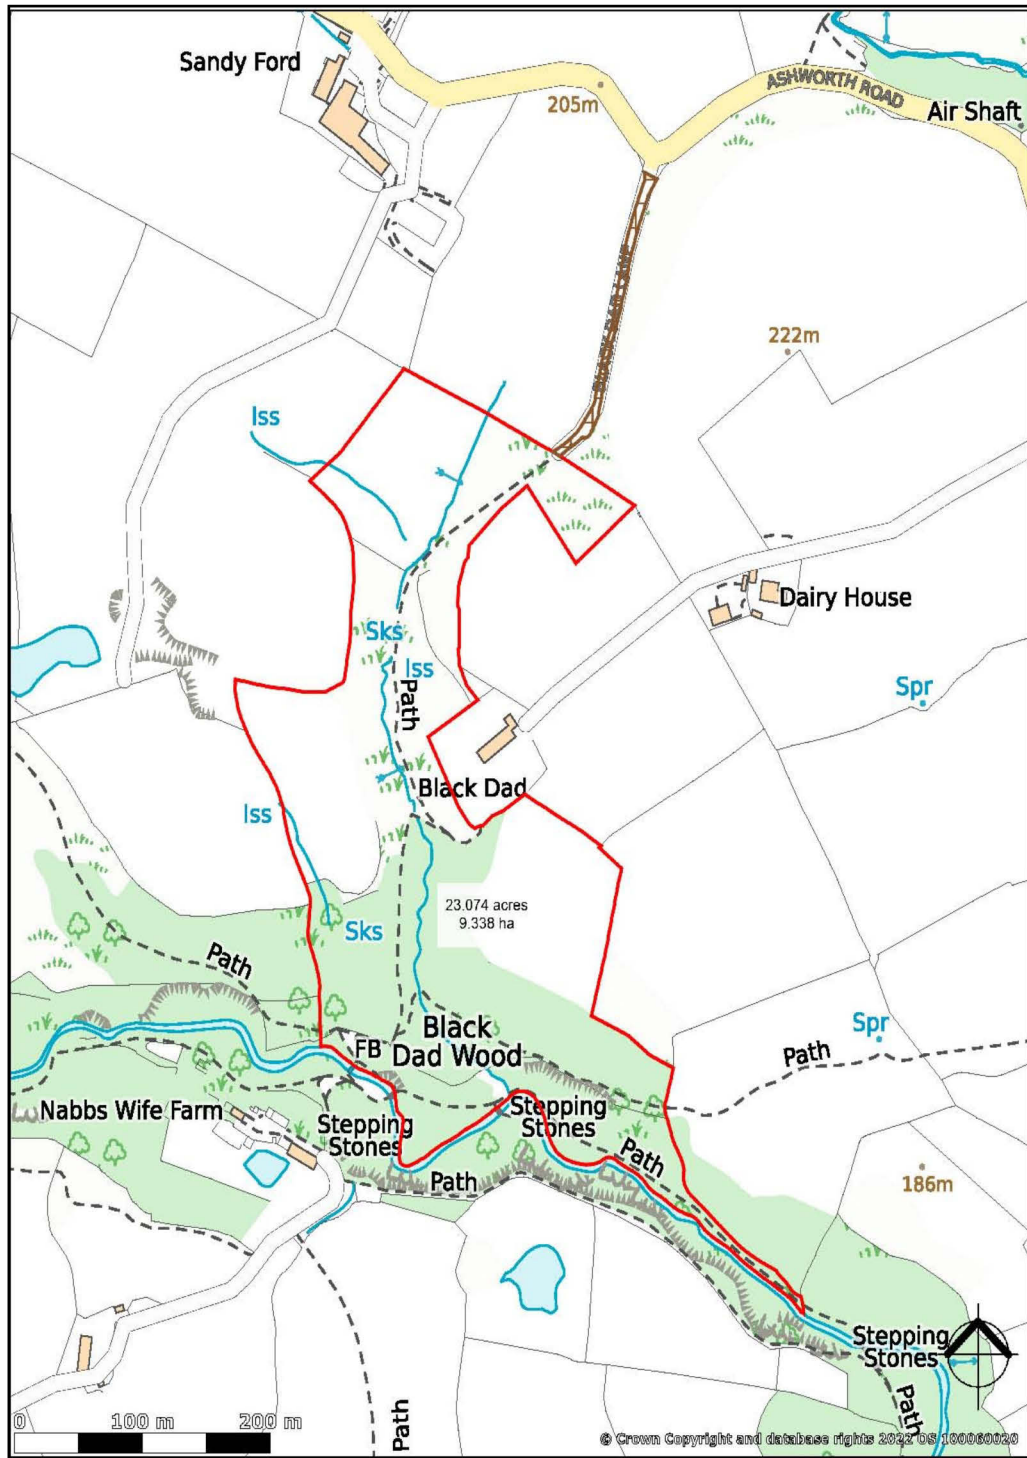 Sandy Ford
205m
ASHWORTH ROAD
Air Shaft
222m
Iss
Dairy House
Sks
Iss
Path
Spr
Black Dad
Iss
23.074 acres
9.338 ha
Sks
Path
Black
Dad Wood
Spr
Path
FB
Nabbs Wife Farm
Stepping
Stones
Stepping
Stones
Path
Path
186m
Stepping
Stones
Path
Path
0 100 m 200 m
© Crown Copyright and database rights 2022 OS 100060020